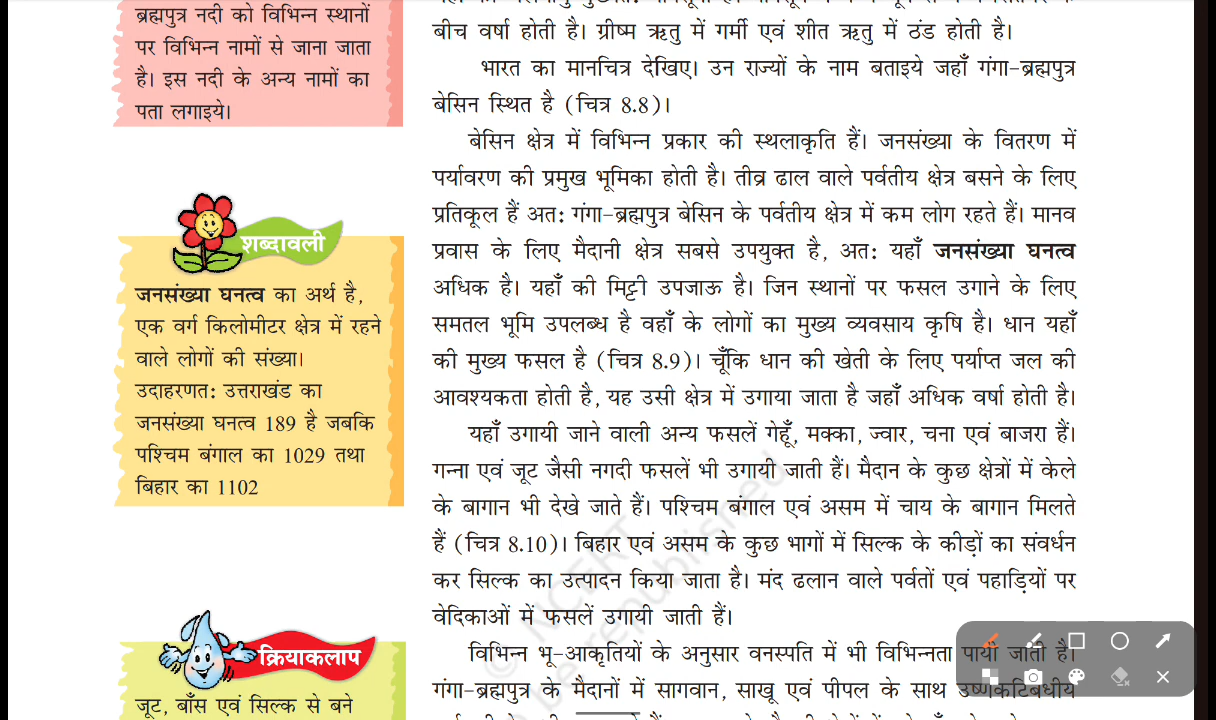 ब्रह्मपुत्र नदी को विभिन्न स्थानों
पर विभिन्न नामों से जाना जाता
है। इस नदी के अन्य नामों का
पता लगाइये।
शब्दावली
जनसंख्या घनत्व का अर्थ है,
एक वर्ग किलोमीटर क्षेत्र में रहने
वाले लोगों की संख्या।
उदाहरणत: उत्तराखंड का
जनसंख्या घनत्व 189 है जबकि
पश्चिम बंगाल का 1029 तथा
बिहार का 1102
क्रियाकलाप
जूट, बाँस एवं सिल्क से बने
बीच वर्षा होती है। ग्रीष्म ऋतु में गर्मी एवं शीत ऋतु में ठंड होती है।
भारत का मानचित्र देखिए। उन राज्यों के नाम बताइये जहाँ गंगा-ब्रह्मपुत्र
बेसिन स्थित है (चित्र 8.8)।
बेसिन क्षेत्र में विभिन्न प्रकार की स्थलाकृति हैं। जनसंख्या के वितरण में
पर्यावरण की प्रमुख भूमिका होती है। तीव्र ढाल वाले पर्वतीय क्षेत्र बसने के लिए
प्रतिकूल हैं अत: गंगा-ब्रह्मपुत्र बेसिन के पर्वतीय क्षेत्र में कम लोग रहते हैं। मानव
प्रवास के लिए मैदानी क्षेत्र सबसे उपयुक्त है, अत: यहाँ जनसंख्या घनत्व
अधिक है। यहाँ की मिट्टी उपजाऊ है। जिन स्थानों पर फसल उगाने के लिए
समतल भूमि उपलब्ध है वहाँ के लोगों का मुख्य व्यवसाय कृषि है। धान यहाँ
की मुख्य फसल है (चित्र 8.9)। चूँकि धान की खेती के लिए पर्याप्त जल की
आवश्यकता होती है, यह उसी क्षेत्र में उगाया जाता है जहाँ अधिक वर्षा होती है।
यहाँ उगायी जाने वाली अन्य फसलें गेहूँ, मक्का, ज्वार, चना एवं बाजरा हैं।
गन्ना एवं जूट जैसी नगदी फसलें भी उगायी जाती हैं। मैदान के कुछ क्षेत्रों में केले
के बागान भी देखे जाते हैं। पश्चिम बंगाल एवं असम में चाय के बागान मिलते
हैं (चित्र 8.10)। बिहार एवं असम के कुछ भागों में सिल्क के कीड़ों का संवर्धन
कर सिल्क का उत्पादन किया जाता है। मंद ढलान वाले पर्वतों एवं पहाड़ियों पर
वेदिकाओं में फसलें उगायी जाती हैं।
विभिन्न भू-आकृतियों के अनुसार वनस्पति में भी विभिन्नता पायी जाती है।
गंगा-ब्रह्मपुत्र के मैदानों में सागवान, साखू एवं पीपल के साथ उष्णकटिबंधीय
© NCERT
be republished